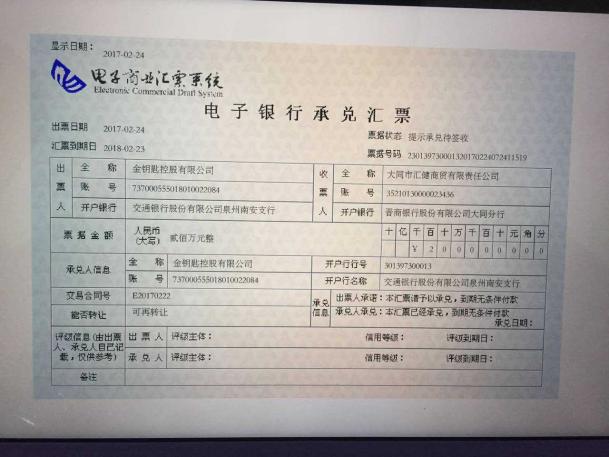 显示日期： 2017-02-24
电子商业汇票系统
Electronic Commercial Draft System
电子银行承兑汇票
出票日期 2017-02-24
票据状态 提示承兑待签收
汇票到期日 2018-02-23
票据号码 230139730001320170224072411519
出票人 全称 金钥匙控股有限公司 收票人 全称 大同市汇健商贸有限责任公司
账号 737000555018010022084 账号 35210130000023436
开户银行 交通银行股份有限公司泉州南安支行 开户银行 晋商银行股份有限公司大同分行
票据金额 人民币(大写) 贰佰万元整 十亿千百十万千百十元角分
¥ 2 0 0 0 0 0 0 0 0
承兑人信息 全称 金钥匙控股有限公司 开户行行号 301397300013
账号 737000555018010022084 开户行名称 交通银行股份有限公司泉州南安支行
交易合同号 E20170222 承兑信息 出票人承诺：本汇票请予以承兑，到期无条件付款
能否转让 可再转让 承兑人承兑：本汇票已经承兑，到期无条件付款
承兑日期：
评级信息(由出票人、承兑人自己记载，仅供参考) 出票人 评级主体： 信用等级： 评级到期日：
承兑人 评级主体： 信用等级： 评级到期日：
备注